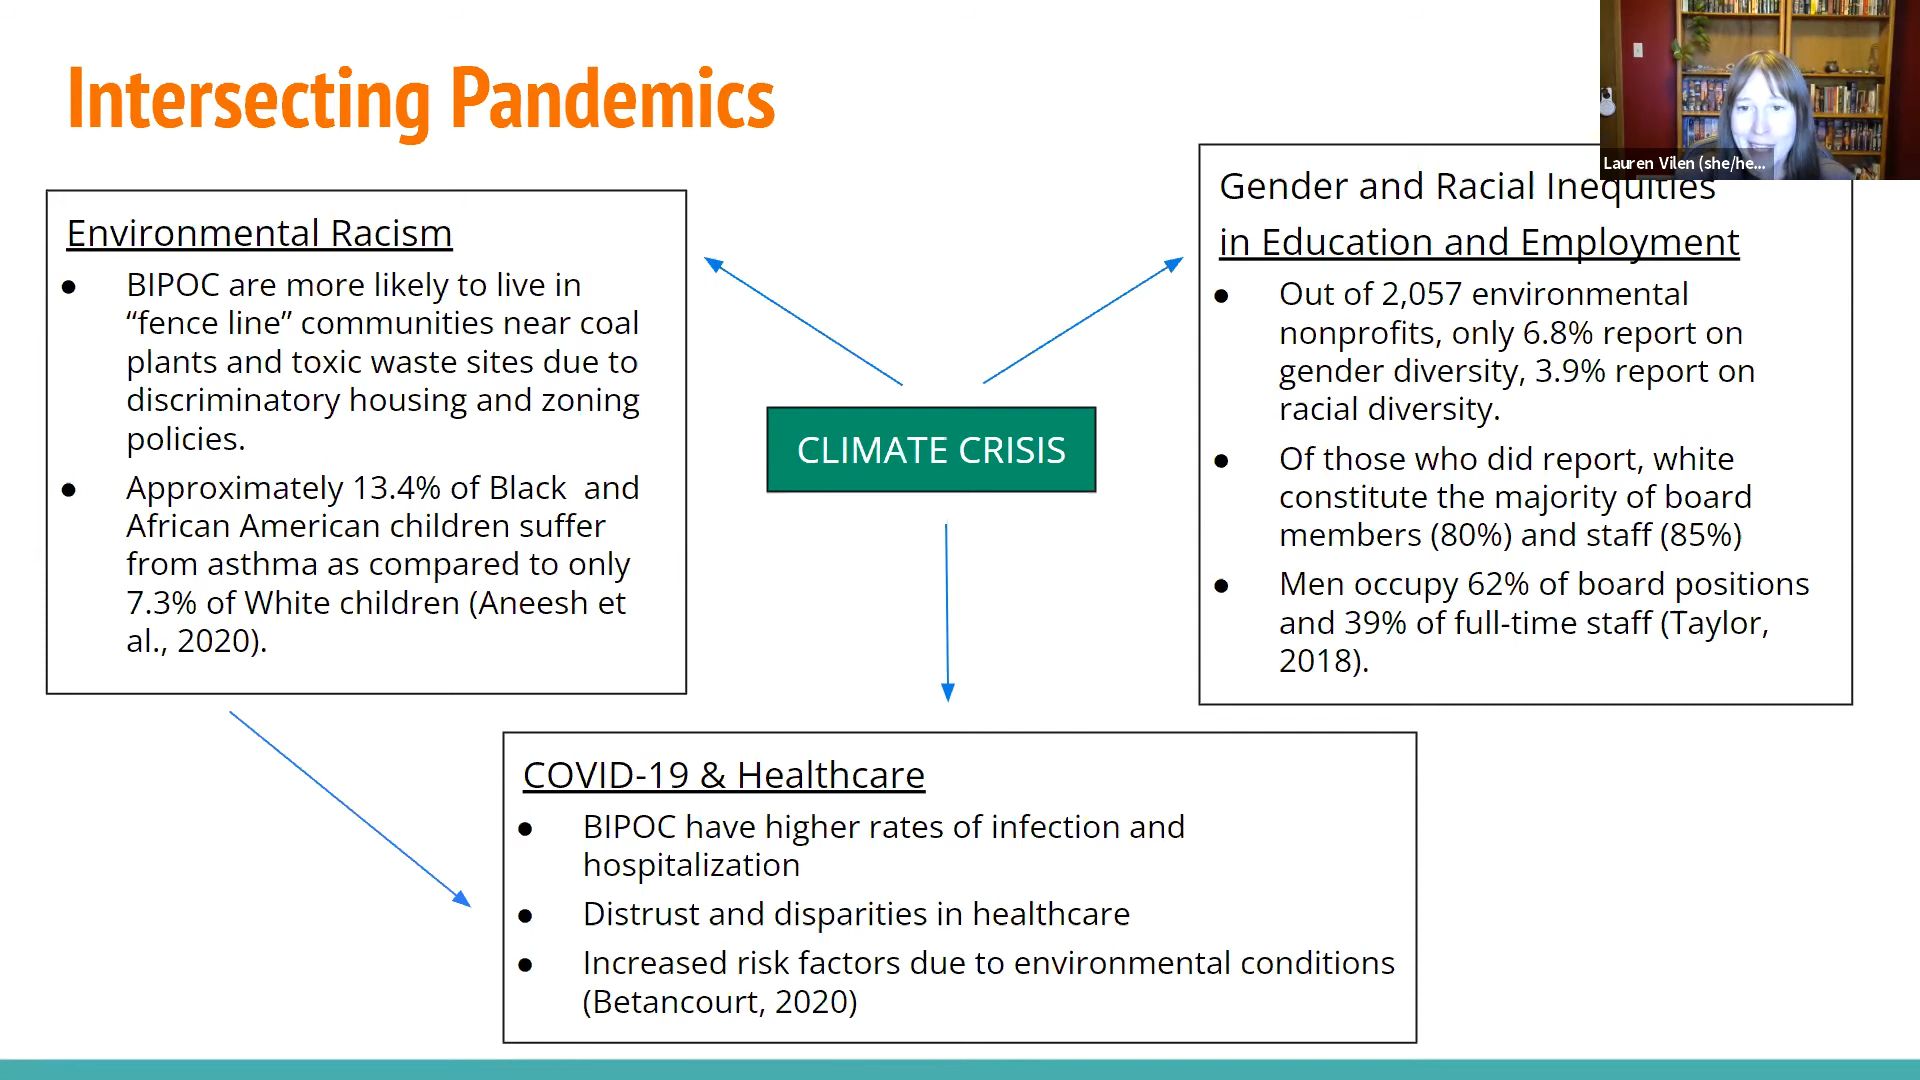 Intersecting Pandemics
Lauren Vilen (she/he...
Environmental Racism
● BIPOC are more likely to live in
“fence line” communities near coal
plants and toxic waste sites due to
discriminatory housing and zoning
policies.
● Approximately 13.4% of Black and
African American children suffer
from asthma as compared to only
7.3% of White children (Aneesh et
al., 2020).
CLIMATE CRISIS
Gender and Racial Inequities
in Education and Employment
● Out of 2,057 environmental
nonprofits, only 6.8% report on
gender diversity, 3.9% report on
racial diversity.
● Of those who did report, white
constitute the majority of board
members (80%) and staff (85%)
● Men occupy 62% of board positions
and 39% of full-time staff (Taylor,
2018).
COVID-19 & Healthcare
● BIPOC have higher rates of infection and
hospitalization
● Distrust and disparities in healthcare
● Increased risk factors due to environmental conditions
(Betancourt, 2020)